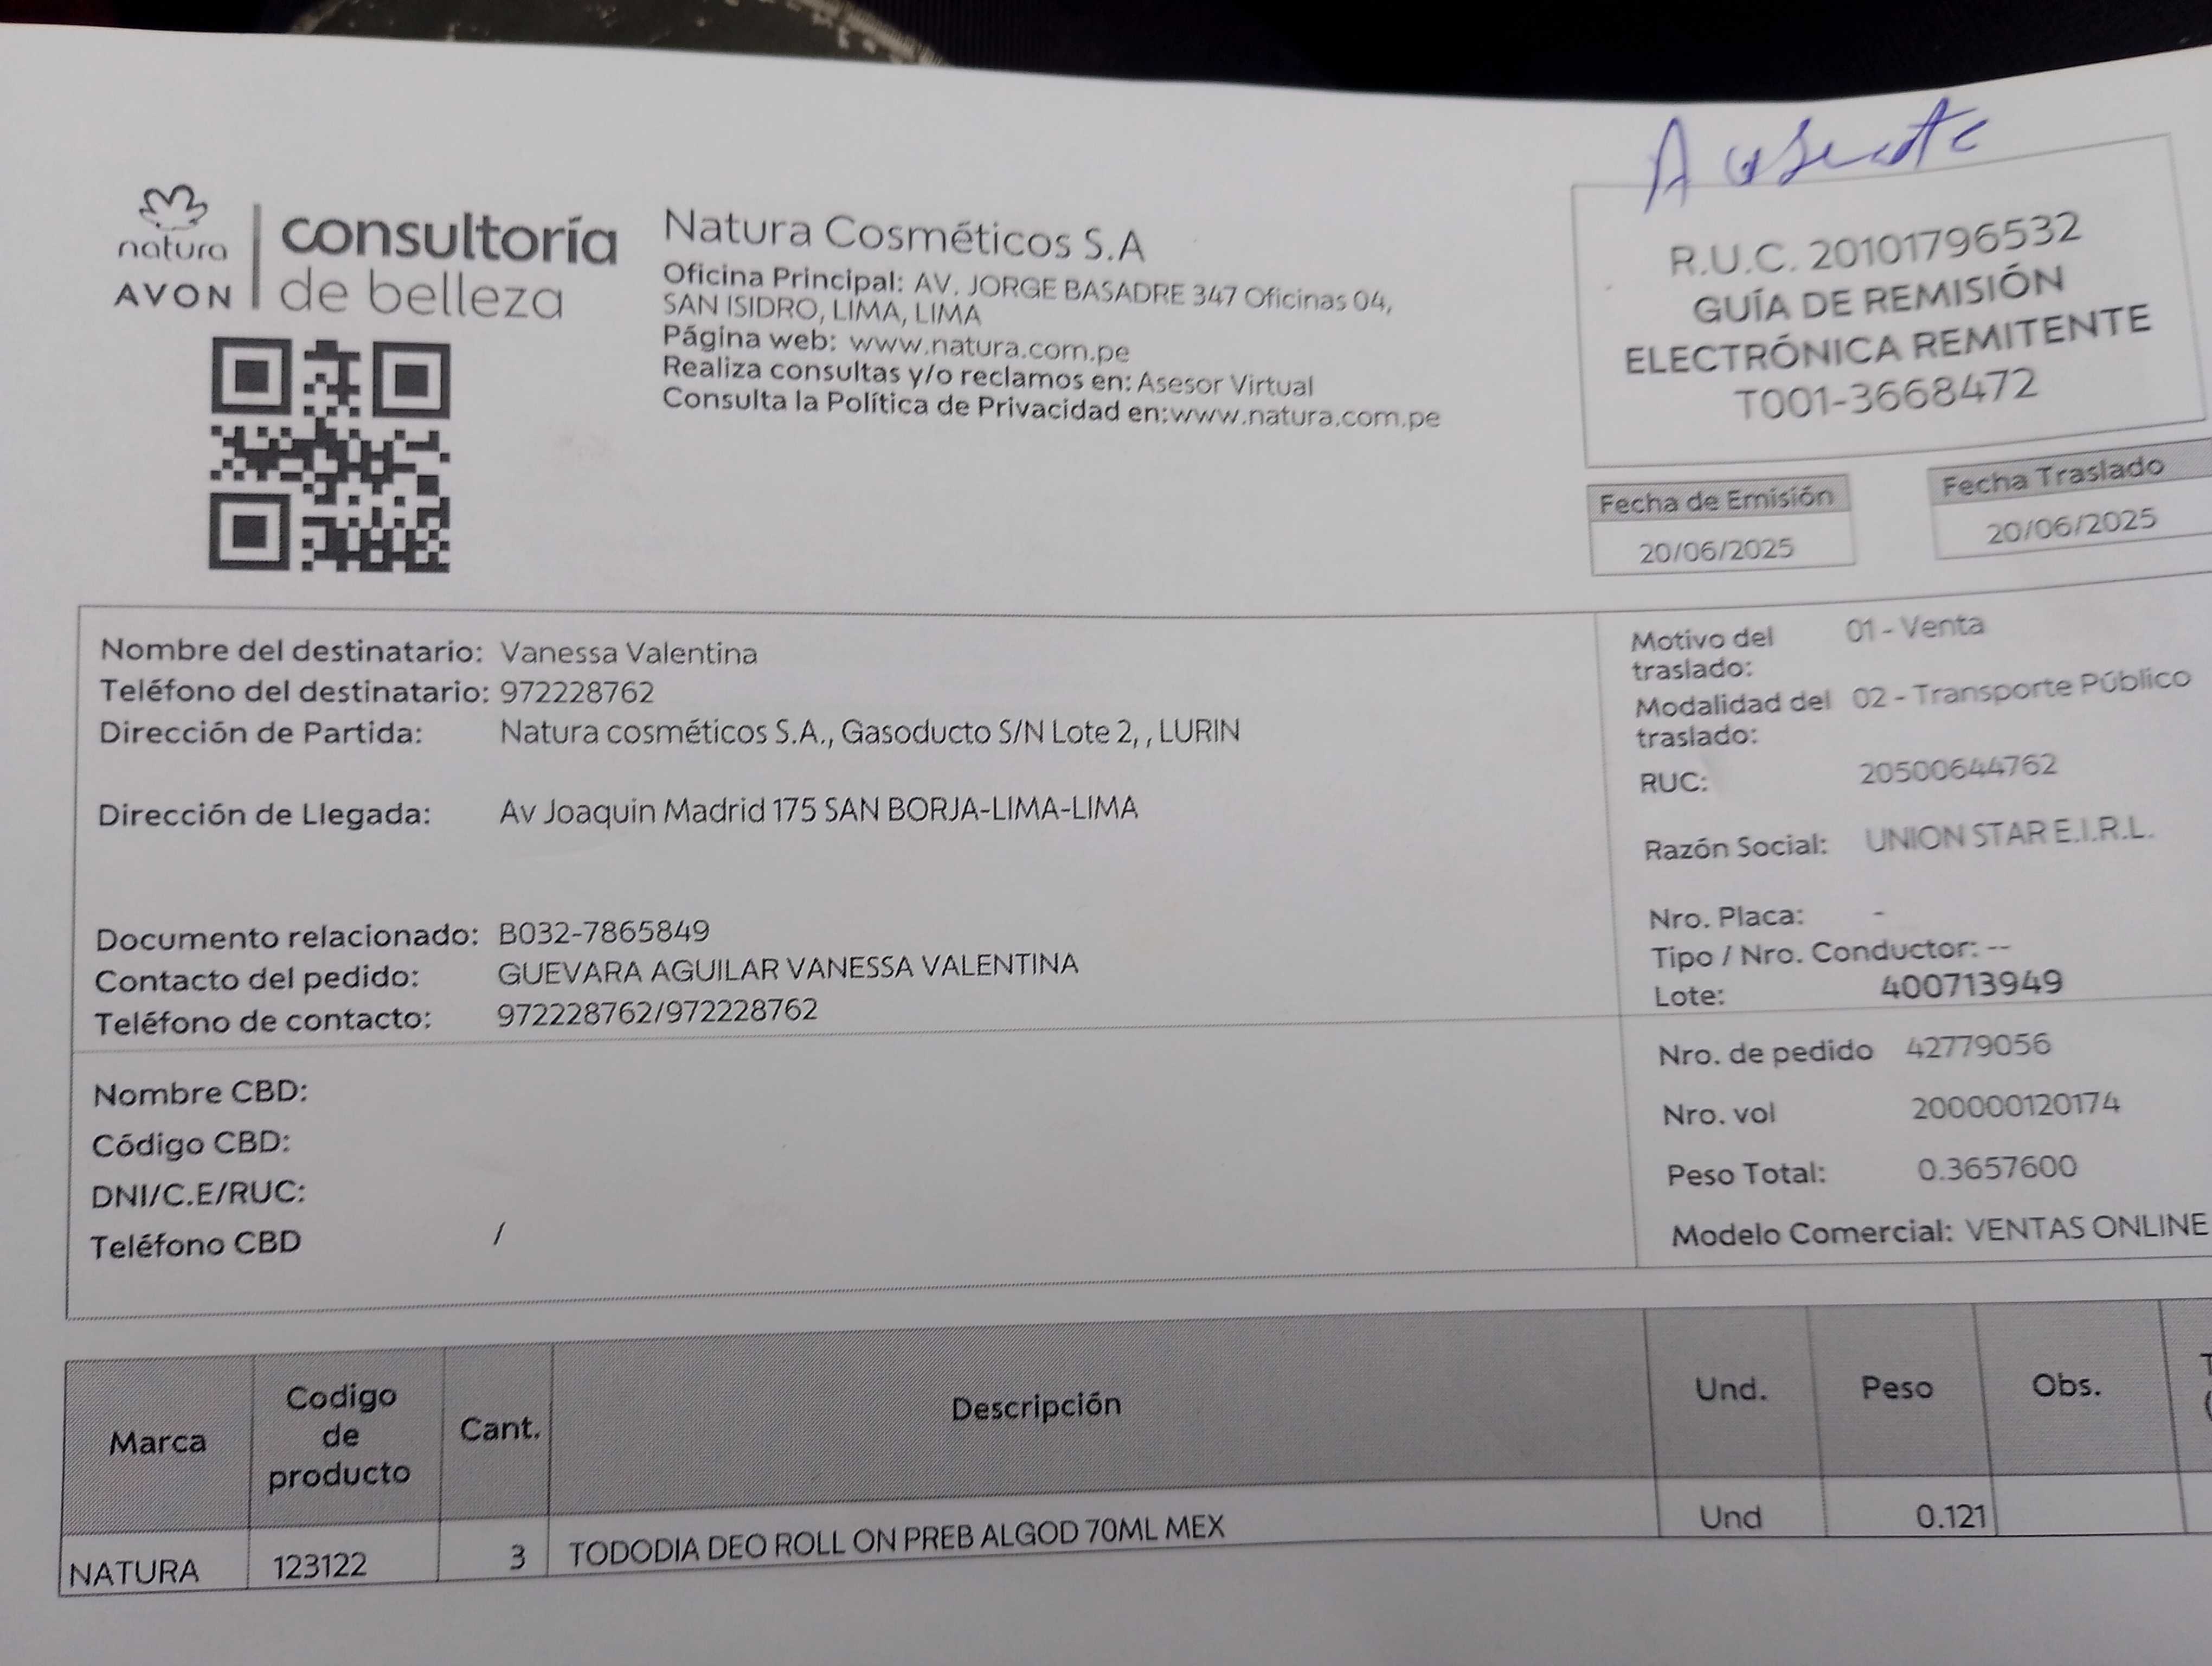 Ausente
natura
AVON
consultoría
de belleza
Natura Cosméticos S.A
Oficina Principal: AV. JORGE BASADRE 347 Oficinas 04,
SAN ISIDRO, LIMA, LIMA
Página web: www.natura.com.pe
Realiza consultas y/o reclamos en: Asesor Virtual
Consulta la Política de Privacidad en:www.natura.com.pe
R.U.C. 20101796532
GUÍA DE REMISIÓN
ELECTRÓNICA REMITENTE
T001-3668472
Fecha de Emisión
20/06/2025
Fecha Traslado
20/06/2025
Nombre del destinatario: Vanessa Valentina
Teléfono del destinatario: 972228762
Dirección de Partida: Natura cosméticos S.A., Gasoducto S/N Lote 2, , LURIN
Dirección de Llegada: Av Joaquin Madrid 175 SAN BORJA-LIMA-LIMA
Documento relacionado: B032-7865849
Contacto del pedido: GUEVARA AGUILAR VANESSA VALENTINA
Teléfono de contacto: 972228762/972228762
Motivo del 01 - Venta
traslado:
Modalidad del 02 - Transporte Público
traslado:
RUC: 20500644762
Razón Social: UNION STAR E.I.R.L.
Nro. Placa: -
Tipo / Nro. Conductor: --
Lote: 400713949
Nombre CBD:
Código CBD:
DNI/C.E/RUC:
Teléfono CBD /
Nro. de pedido 42779056
Nro. vol 200000120174
Peso Total: 0.3657600
Modelo Comercial: VENTAS ONLINE
Marca
Codigo
de
producto
Cant.
Descripción
Und.
Peso
Obs.
NATURA 123122 3 TODODIA DEO ROLL ON PREB ALGOD 70ML MEX Und 0.121